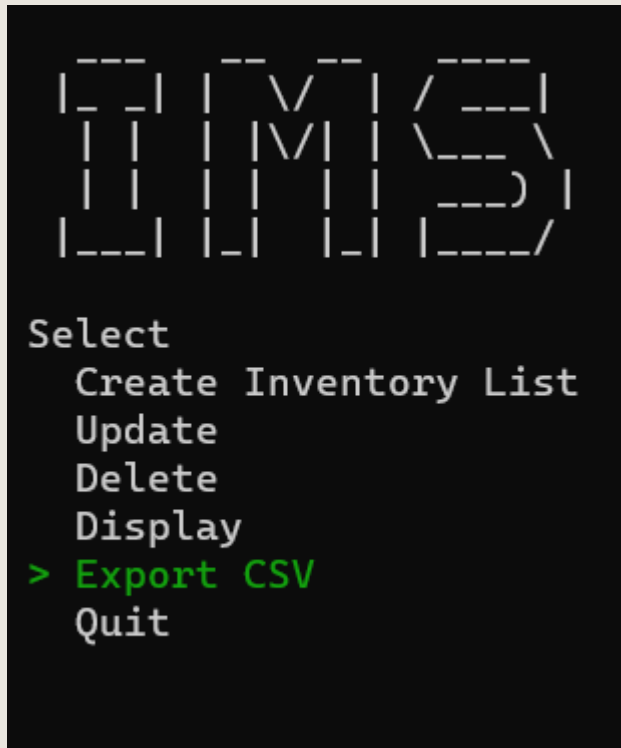 IMS
Select
Create Inventory List
Update
Delete
Display
> Export CSV
Quit